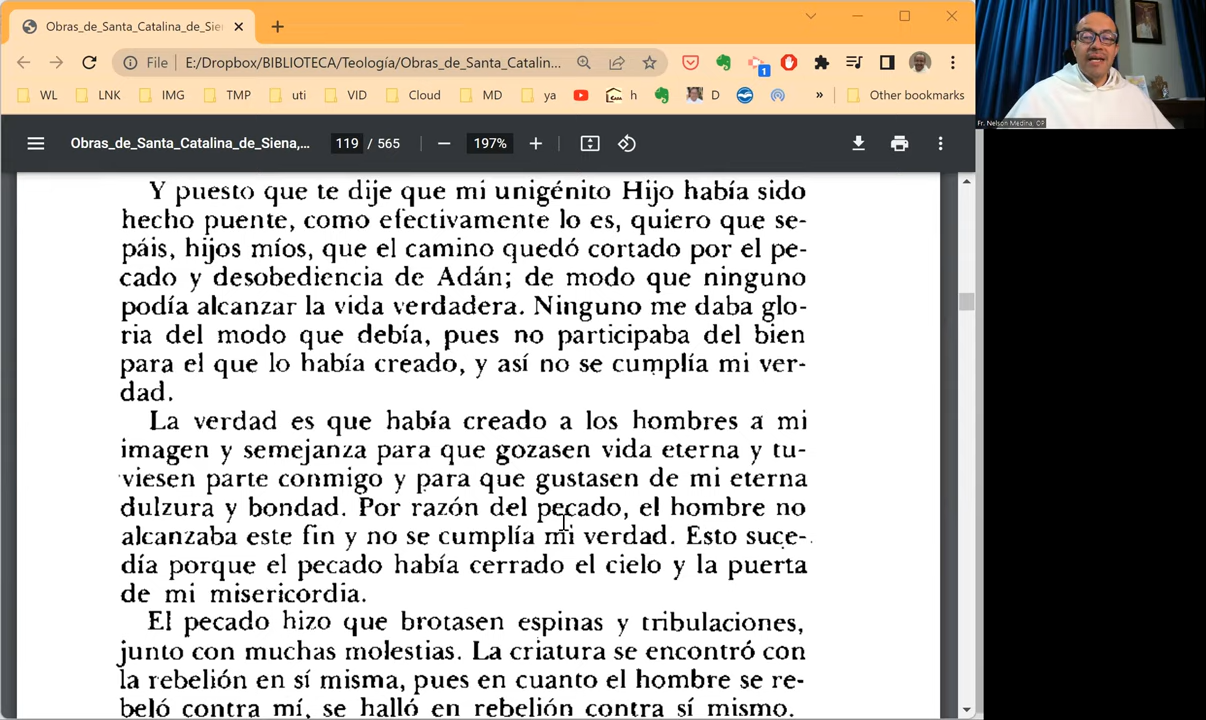 Obras_de_Santa_Catalina_de_Sie
File
E:/Dropbox/BIBLIOTECA/Teología/Obras_de_Santa_Catalin...
1
WL LNK IMG TMP uti VID Cloud MD ya h D » Other bookmarks
Obras_de_Santa_Catalina_de_Siena,... 119 / 565 197%
Fr. Nelson Medina, OP
Y puesto que te dije que mi unigénito Hijo había sido
hecho puente, como efectivamente lo es, quiero que se-
páis, hijos míos, que el camino quedó cortado por el pe-
cado y desobediencia de Adán; de modo que ninguno
podía alcanzar la vida verdadera. Ninguno me daba glo-
ria del modo que debía, pues no participaba del bien
para el que lo había creado, y así no se cumplía mi ver-
dad.
La verdad es que había creado a los hombres a mi
imagen y semejanza para que gozasen vida eterna y tu-
viesen parte conmigo y para que gustasen de mi eterna
dulzura y bondad. Por razón del pecado, el hombre no
alcanzaba este fin y no se cumplía mi verdad. Esto suce-
día porque el pecado había cerrado el cielo y la puerta
de mi misericordia.
El pecado hizo que brotasen espinas y tribulaciones,
junto con muchas molestias. La criatura se encontró con
la rebelión en sí misma, pues en cuanto el hombre se re-
beló contra mí, se halló en rebelión contra sí mismo.